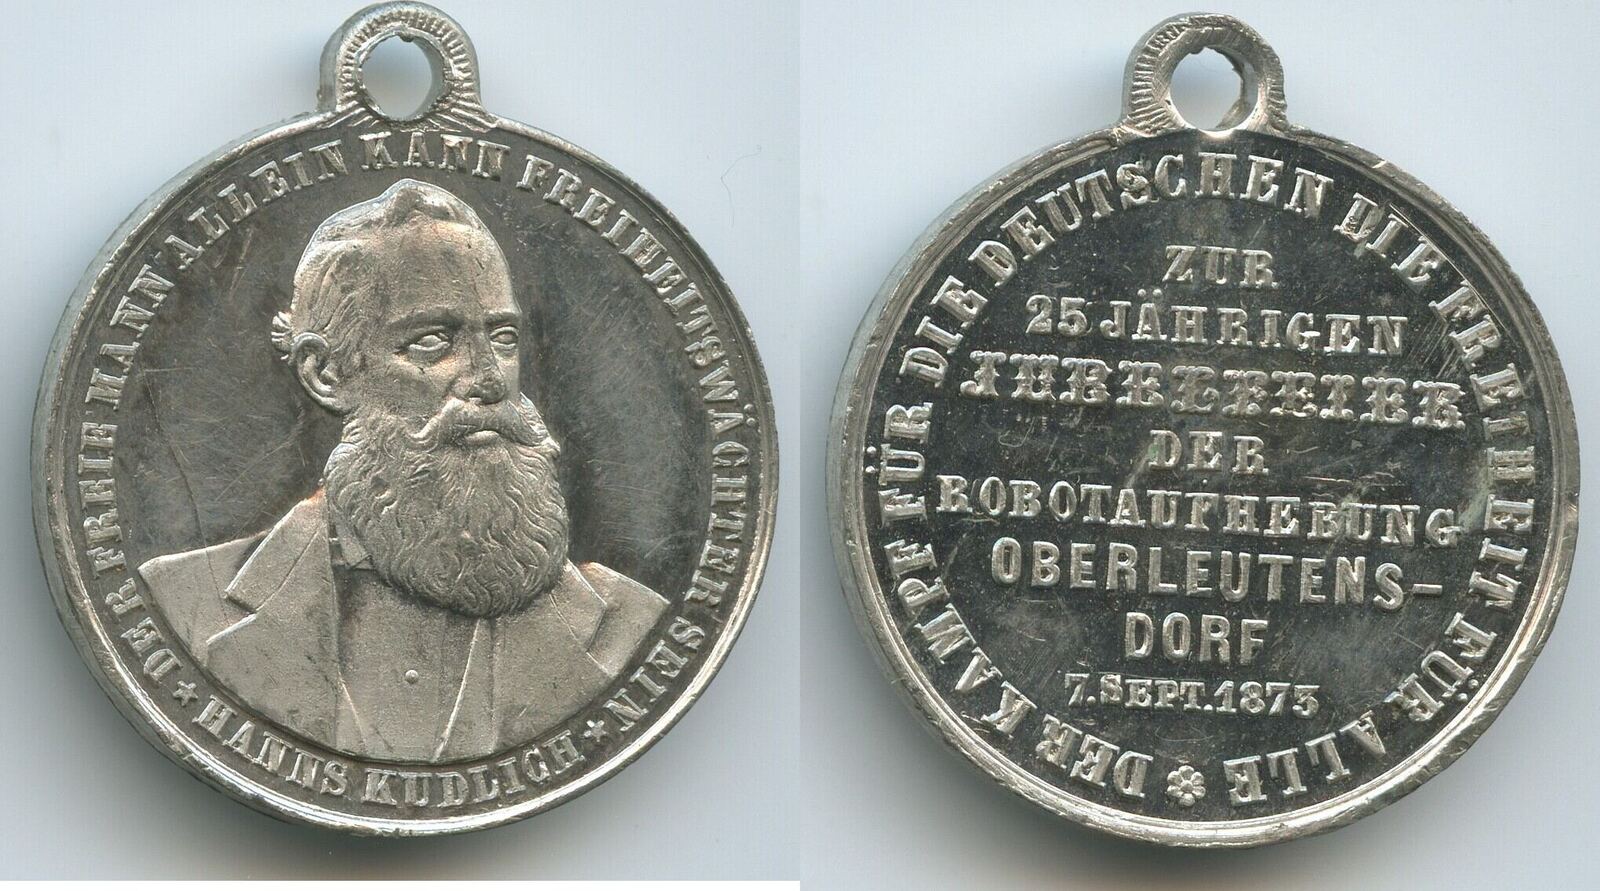 DER FREIE MANN ALLEIN KANN FREIHEITSWÄCHTER SEIN
★ HANNS KUDLICH ★
DER KAMPF FÜR DIE DEUTSCHEN DIE FREIHEIT FÜR ALLE
ZUR
25 JÄHRIGEN
JUBELFEIER
DER
ROBOTAUFHEBUNG
OBERLEUTENS-
DORF
7. SEPT. 1873